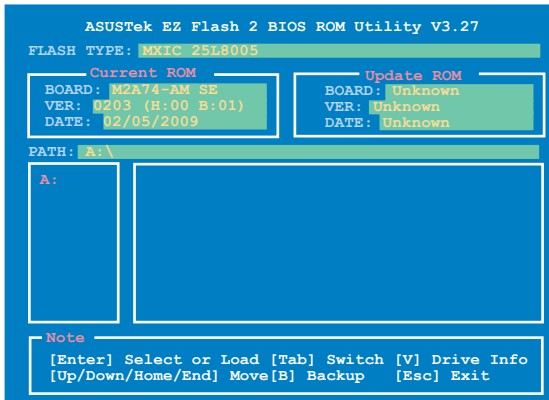 ASUSTek EZ Flash 2 BIOS ROM Utility V3.27
FLASH TYPE: MXIC 25L8005
Current ROM
BOARD: M2A74-AM SE
VER: 0203 (H:00 B:01)
DATE: 02/05/2009
Update ROM
BOARD: Unknown
VER: Unknown
DATE: Unknown
PATH: A:\
A:
Note
[Enter] Select or Load [Tab] Switch [V] Drive Info
[Up/Down/Home/End] Move[B] Backup [Esc] Exit